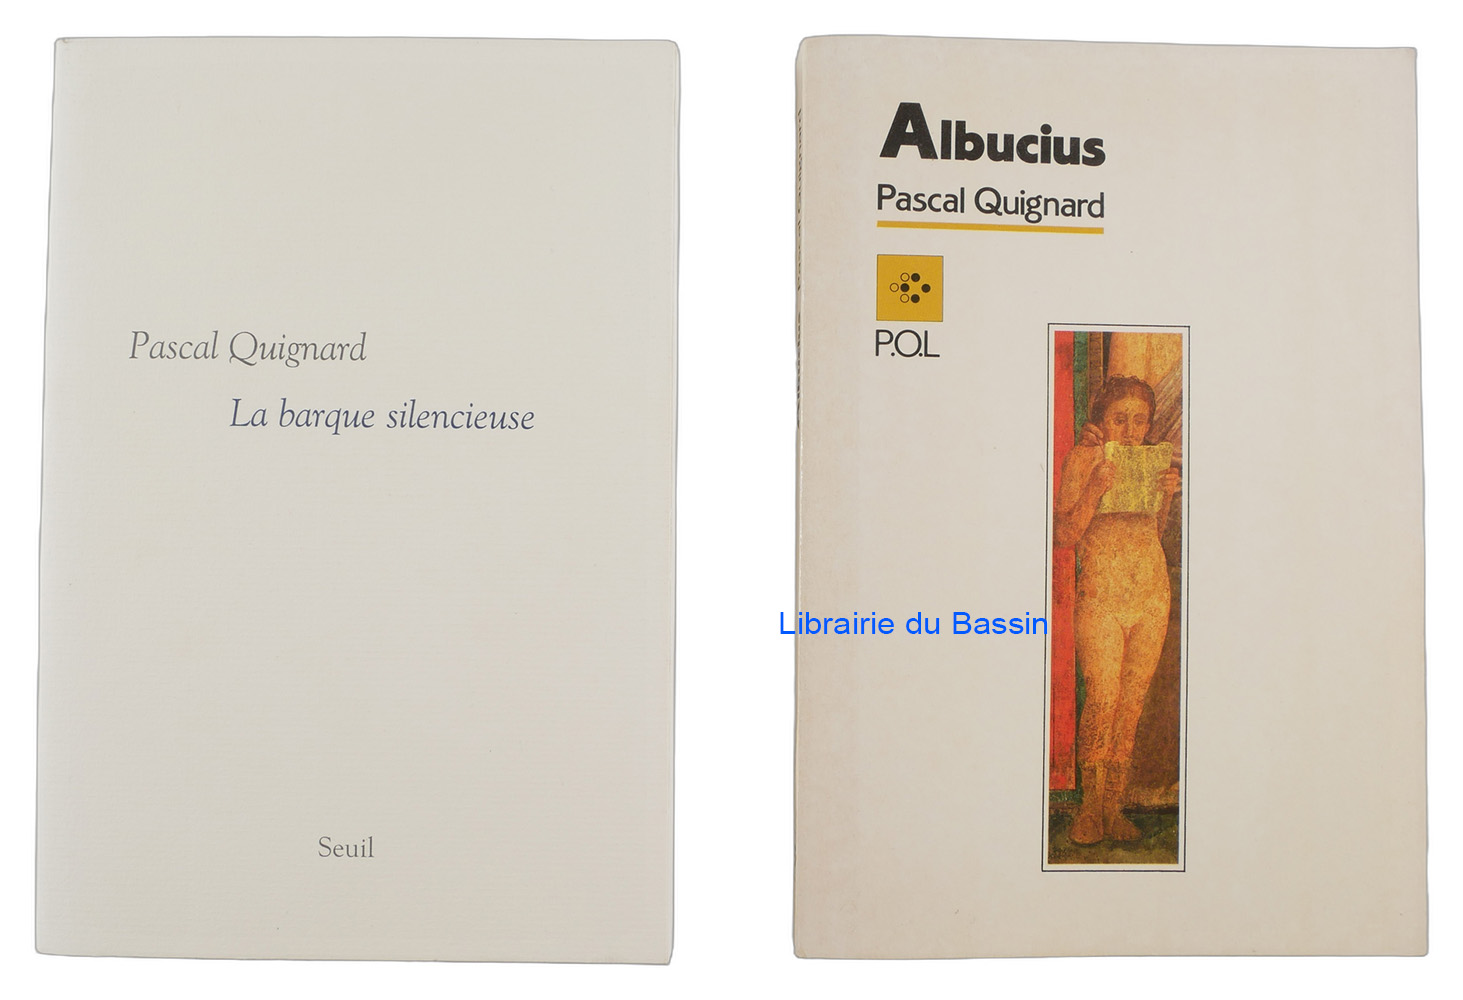 Pascal Quignard
La barque silencieuse
Seuil
Albucius
Pascal Quignard
P.O.L
Librairie du Bassin